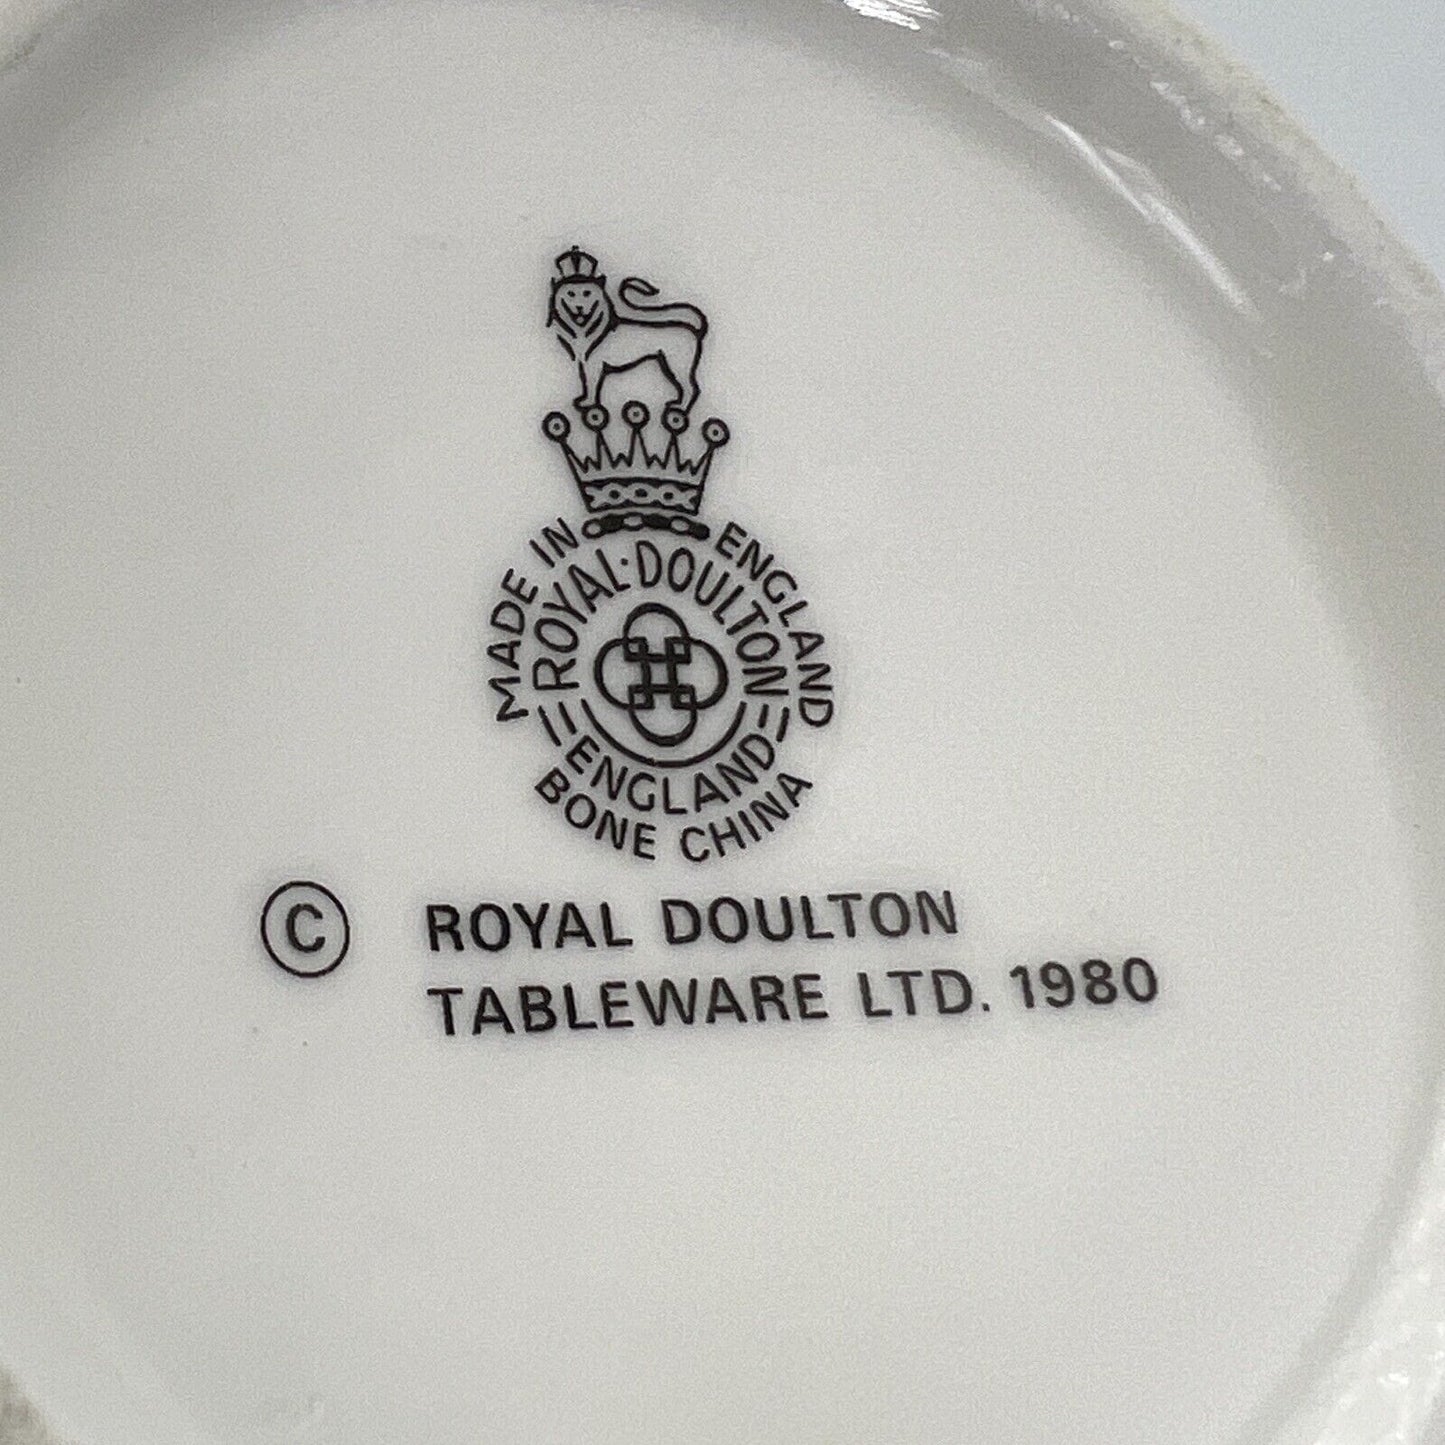 MADE IN ENGLAND
ROYAL·DOULTON
ENGLAND
BONE CHINA
© ROYAL DOULTON
TABLEWARE LTD. 1980